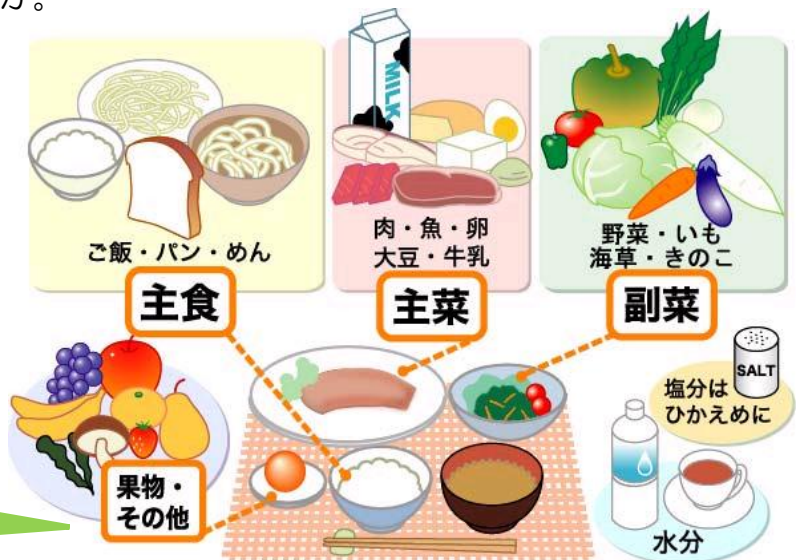 か。
MILK
ご飯・パン・めん
肉・魚・卵
大豆・牛乳
野菜・いも
海草・きのこ
主食
主菜
副菜
SALT
塩分は
ひかえめに
果物・
その他
水分